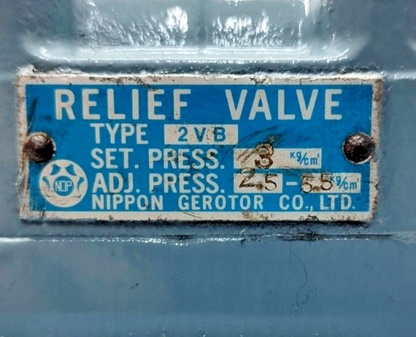 RELIEF VALVE
TYPE 2VB
SET. PRESS. 3 kg/cm²
ADJ. PRESS. 2.5-5.5 kg/cm²
NOP NIPPON GEROTOR CO., LTD.